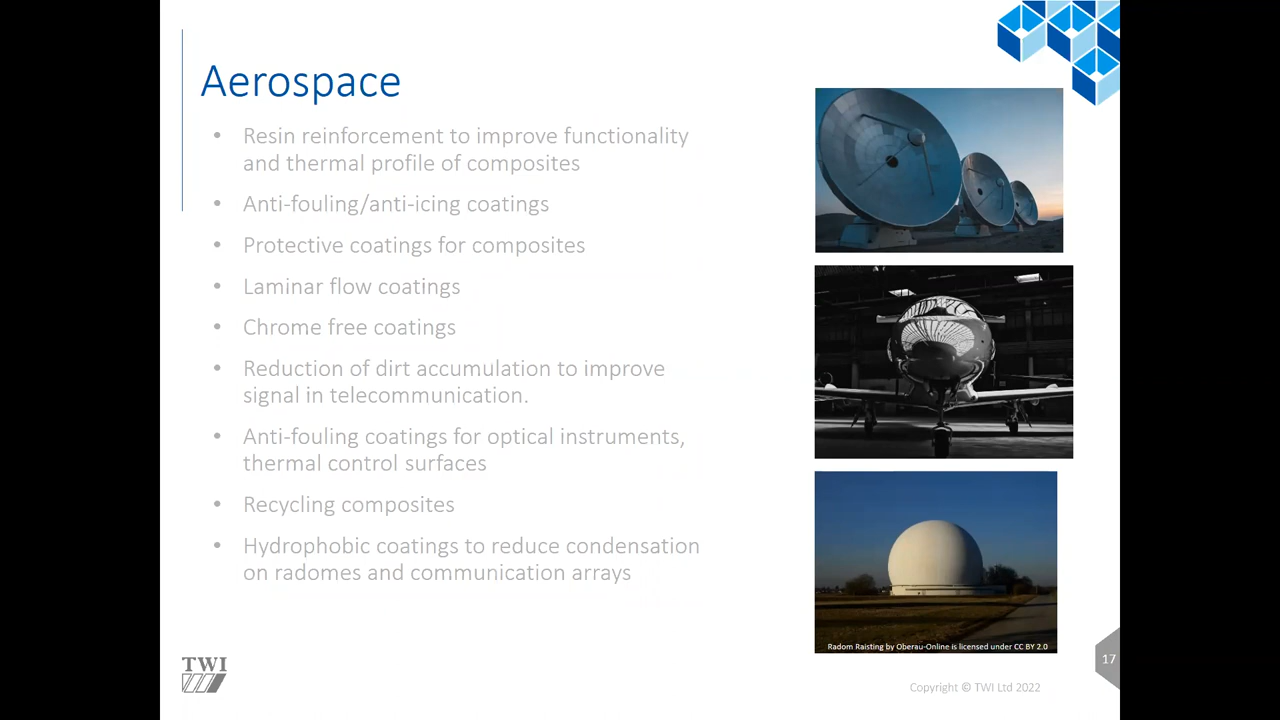 Aerospace
• Resin reinforcement to improve functionality
and thermal profile of composites
• Anti-fouling/anti-icing coatings
• Protective coatings for composites
• Laminar flow coatings
• Chrome free coatings
• Reduction of dirt accumulation to improve
signal in telecommunication.
• Anti-fouling coatings for optical instruments,
thermal control surfaces
• Recycling composites
• Hydrophobic coatings to reduce condensation
on radomes and communication arrays
Radom Raisting by Oberau-Online is licensed under CC BY 2.0
TWI
Copyright © TWI Ltd 2022
17